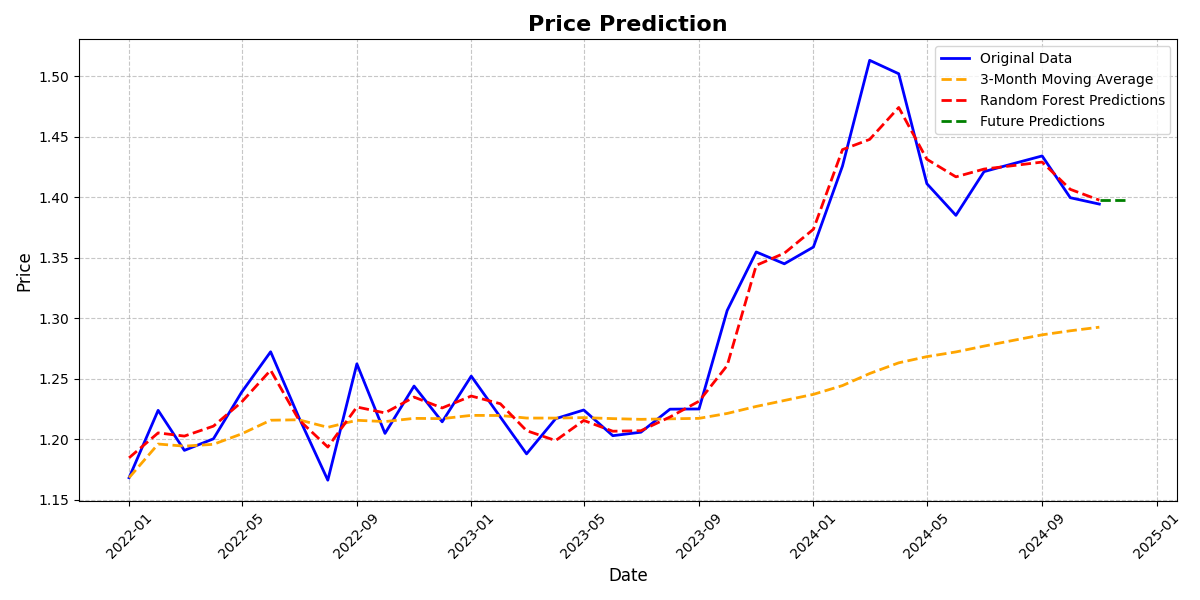 Price Prediction
Original Data
3-Month Moving Average
Random Forest Predictions
Future Predictions
Price
1.50
1.45
1.40
1.35
1.30
1.25
1.20
1.15
2022-01
2022-05
2022-09
2023-01
2023-05
2023-09
2024-01
2024-05
2024-09
2025-01
Date